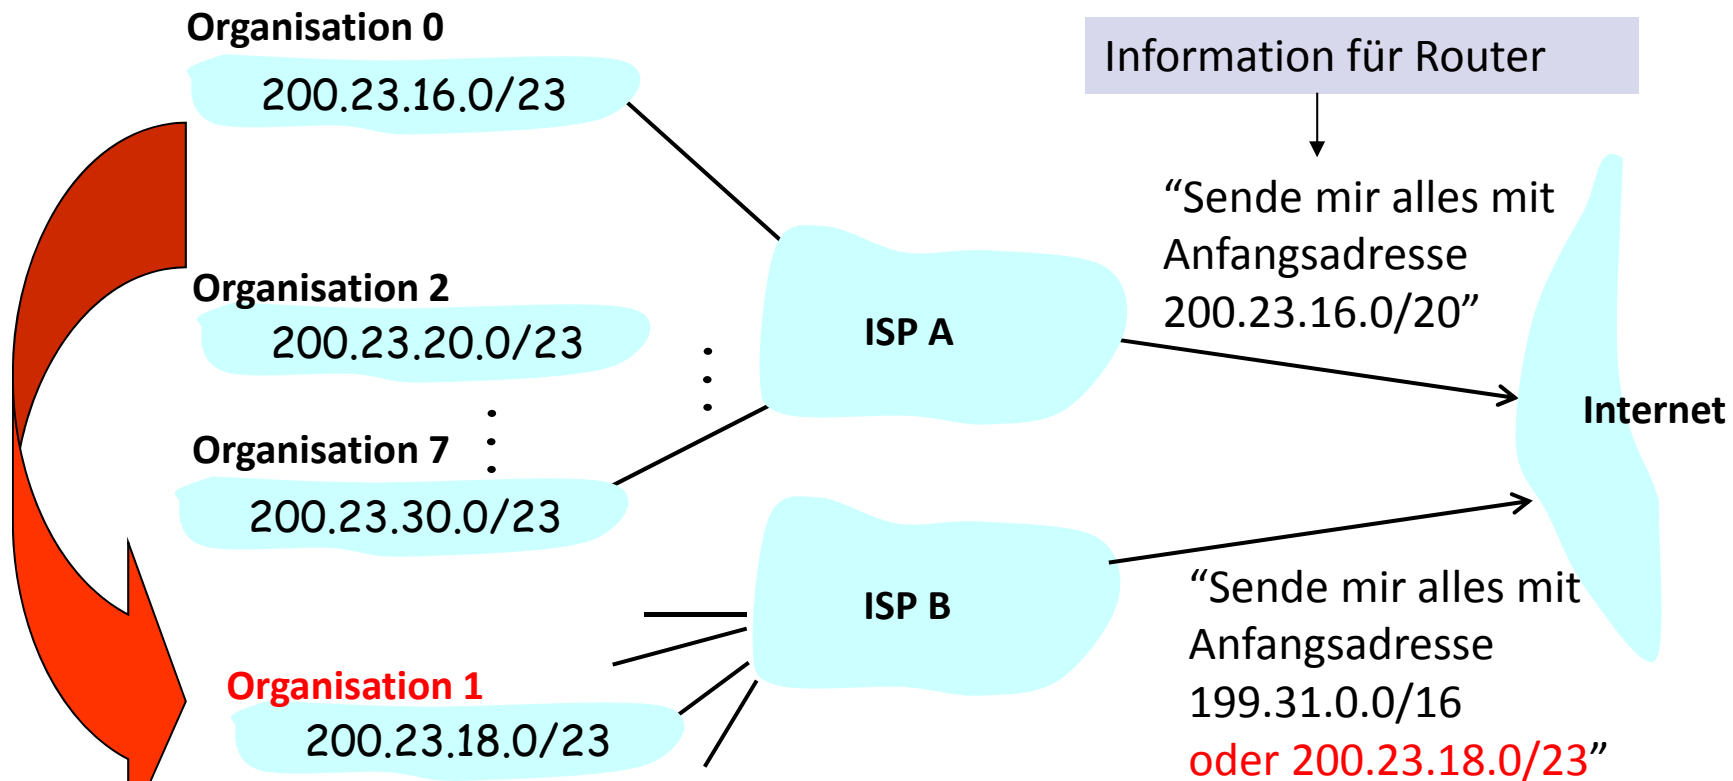 Organisation 0
200.23.16.0/23
Information für Router
“Sende mir alles mit
Anfangsadresse
200.23.16.0/20”
Organisation 2
200.23.20.0/23
ISP A
Internet
Organisation 7
200.23.30.0/23
ISP B
“Sende mir alles mit
Anfangsadresse
199.31.0.0/16
oder 200.23.18.0/23”
Organisation 1
200.23.18.0/23